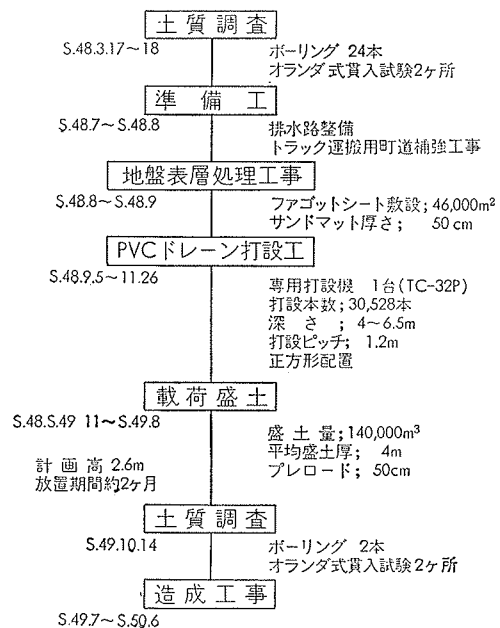 土質調査
S.48.3.17～18
ボーリング 24本
オランダ式貫入試験2ヶ所
準備工
S.48.7～S.48.8
排水路整備
トラック運搬用町道補強工事
地盤表層処理工事
S.48.8～S.48.9
ファゴットシート敷設；46,000m²
サンドマット厚さ； 50cm
PVCドレーン打設工
S.48.9.5～11.26
専用打設機 1台(TC-32P)
打設本数；30,528本
深さ；4～6.5m
打設ピッチ；1.2m
正方形配置
載荷盛土
S.48.S.49 11～S.49.8
盛土量；140,000m³
平均盛土厚； 4m
プレロード； 50cm
計画高 2.6m
放置期間約2ヶ月
土質調査
S.49.10.14
ボーリング 2本
オランダ式貫入試験2ヶ所
造成工事
S.49.7～S.50.6